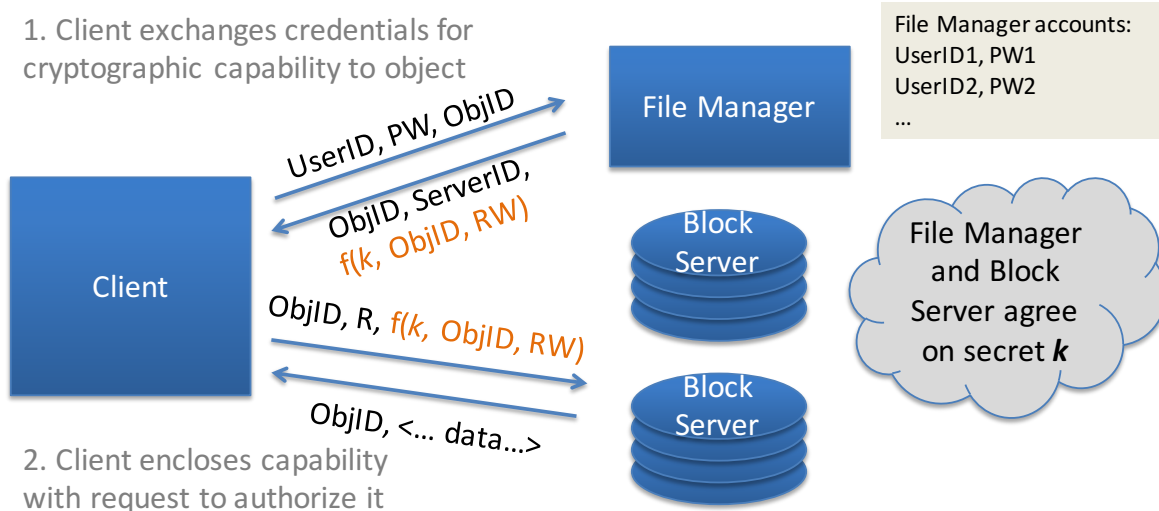 1. Client exchanges credentials for
cryptographic capability to object
File Manager
File Manager accounts:
UserID1, PW1
UserID2, PW2
…
UserID, PW, ObjID
ObjID, ServerID,
f(k, ObjID, RW)
Client
Block
Server
File Manager
and Block
Server agree
on secret k
ObjID, R, f(k, ObjID, RW)
ObjID, <… data…>
Block
Server
2. Client encloses capability
with request to authorize it